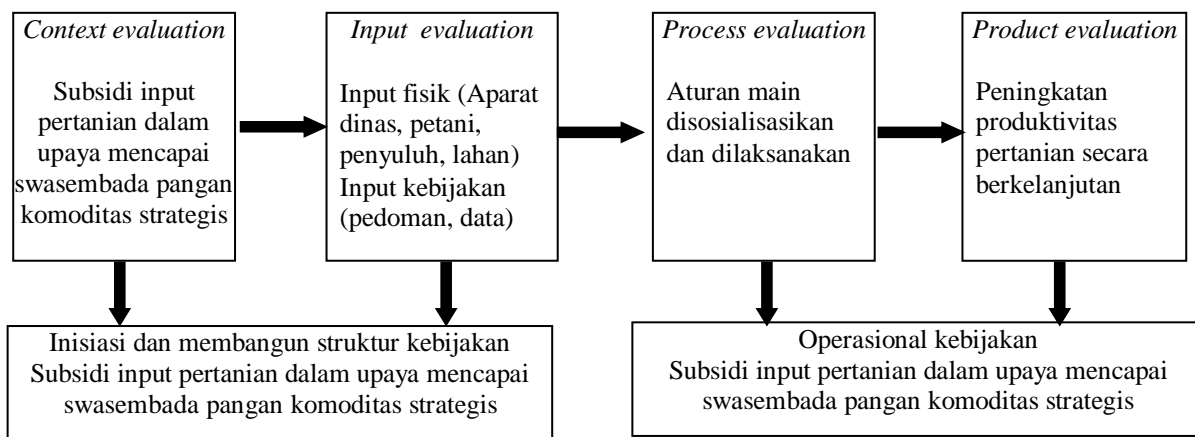 Context evaluation
Subsidi input
pertanian dalam
upaya mencapai
swasembada pangan
komoditas strategis
Input evaluation
Input fisik (Aparat
dinas, petani,
penyuluh, lahan)
Input kebijakan
(pedoman, data)
Process evaluation
Aturan main
disosialisasikan
dan dilaksanakan
Product evaluation
Peningkatan
produktivitas
pertanian secara
berkelanjutan
Inisiasi dan membangun struktur kebijakan
Subsidi input pertanian dalam upaya mencapai
swasembada pangan komoditas strategis
Operasional kebijakan
Subsidi input pertanian dalam upaya mencapai
swasembada pangan komoditas strategis